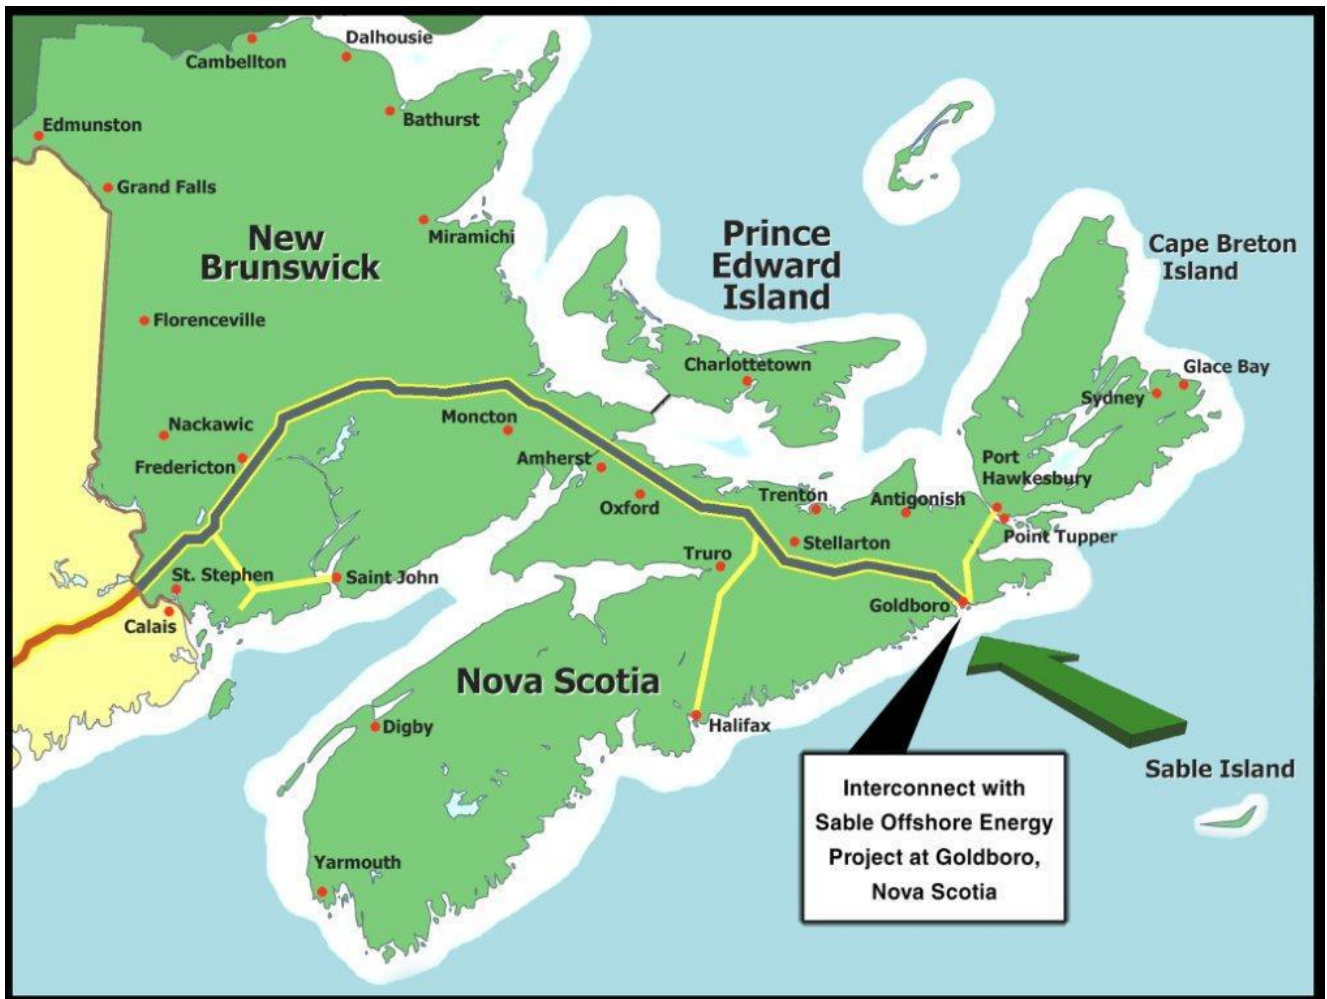 Dalhousie
Cambellton
Bathurst
Edmunston
Grand Falls
Miramichi
New
Brunswick
Prince
Edward
Island
Cape Breton
Island
Florenceville
Charlottetown
Glace Bay
Sydney
Nackawic
Moncton
Fredericton
Amherst
Port
Hawkesbury
Oxford
Trenton
Antigonish
Point Tupper
Stellarton
Truro
St. Stephen
Saint John
Calais
Goldboro
Nova Scotia
Digby
Halifax
Sable Island
Interconnect with
Sable Offshore Energy
Project at Goldboro,
Nova Scotia
Yarmouth